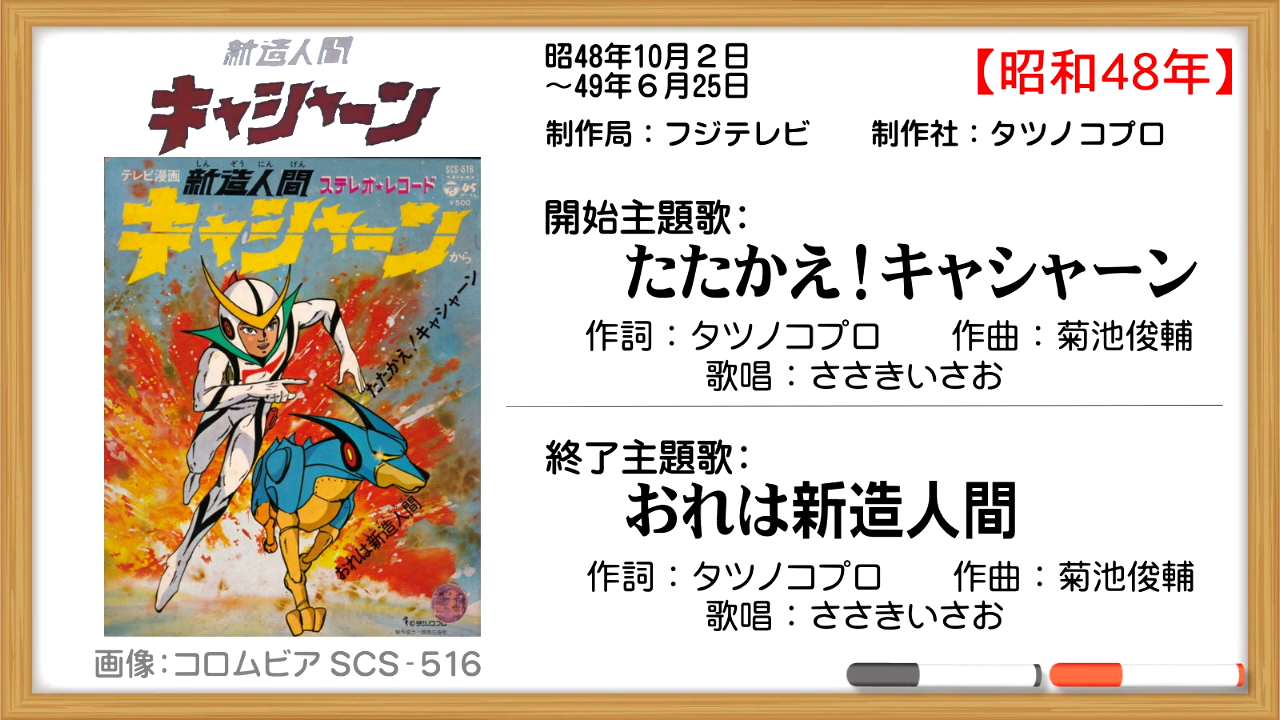 新造人間
キャシャーン
テレビ漫画
しんぞうにんげん
新造人間
ステレオ★レコード
SCS-516
45
¥500
キャシャーン
から
たたかえ!キャシャーン
おれは新造人間
©タツノコプロ
画像:コロムビア SCS-516
【昭和48年】
昭48年10月2日
~49年6月25日
制作局:フジテレビ 制作社:タツノコプロ
開始主題歌:
たたかえ!キャシャーン
作詞:タツノコプロ 作曲:菊池俊輔
歌唱:ささきいさお
終了主題歌:
おれは新造人間
作詞:タツノコプロ 作曲:菊池俊輔
歌唱:ささきいさお